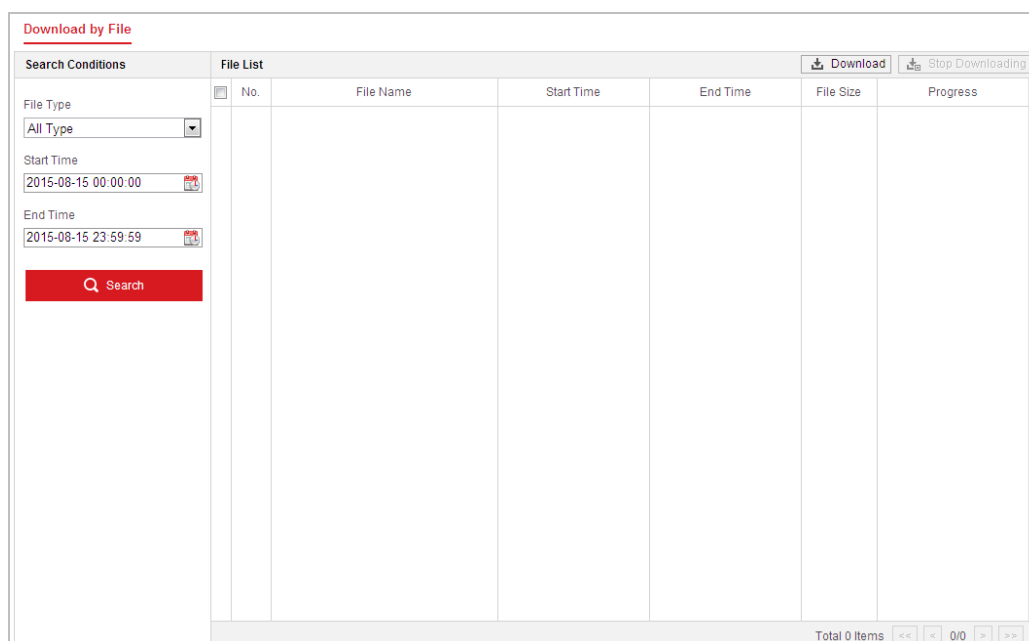 Download by File
Search Conditions
File List
Download
Stop Downloading
No.
File Name
Start Time
End Time
File Size
Progress
File Type
All Type
Start Time
2015-08-15 00:00:00
End Time
2015-08-15 23:59:59
Search
Total 0 Items << < 0/0 > >>